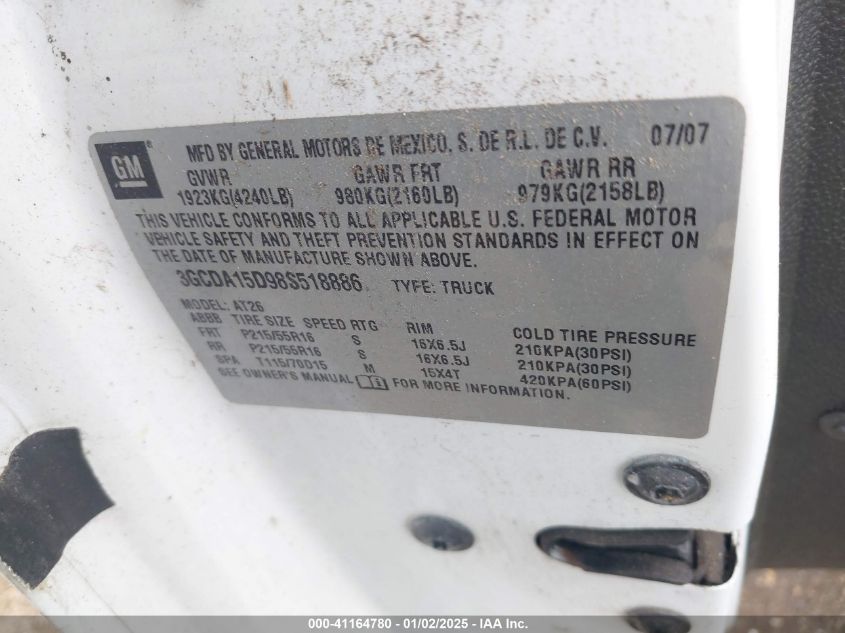 GM
MFD BY GENERAL MOTORS DE MEXICO, S. DE R.L. DE C.V. 07/07
GVWR GAWR FRT GAWR RR
1923KG(4240LB) 980KG(2160LB) 979KG(2158LB)
THIS VEHICLE CONFORMS TO ALL APPLICABLE U.S. FEDERAL MOTOR
VEHICLE SAFETY AND THEFT PREVENTION STANDARDS IN EFFECT ON
THE DATE OF MANUFACTURE SHOWN ABOVE.
3GCDA15D98S518886 TYPE: TRUCK
MODEL: AT26
ABBB TIRE SIZE SPEED RTG RIM COLD TIRE PRESSURE
FRT P215/55R16 S 16X6.5J 210KPA(30PSI)
RR P215/55R16 S 16X6.5J 210KPA(30PSI)
SPA T115/70D15 M 15X4T 420KPA(60PSI)
SEE OWNER'S MANUAL FOR MORE INFORMATION.
000-41164780 - 01/02/2025 - IAA Inc.